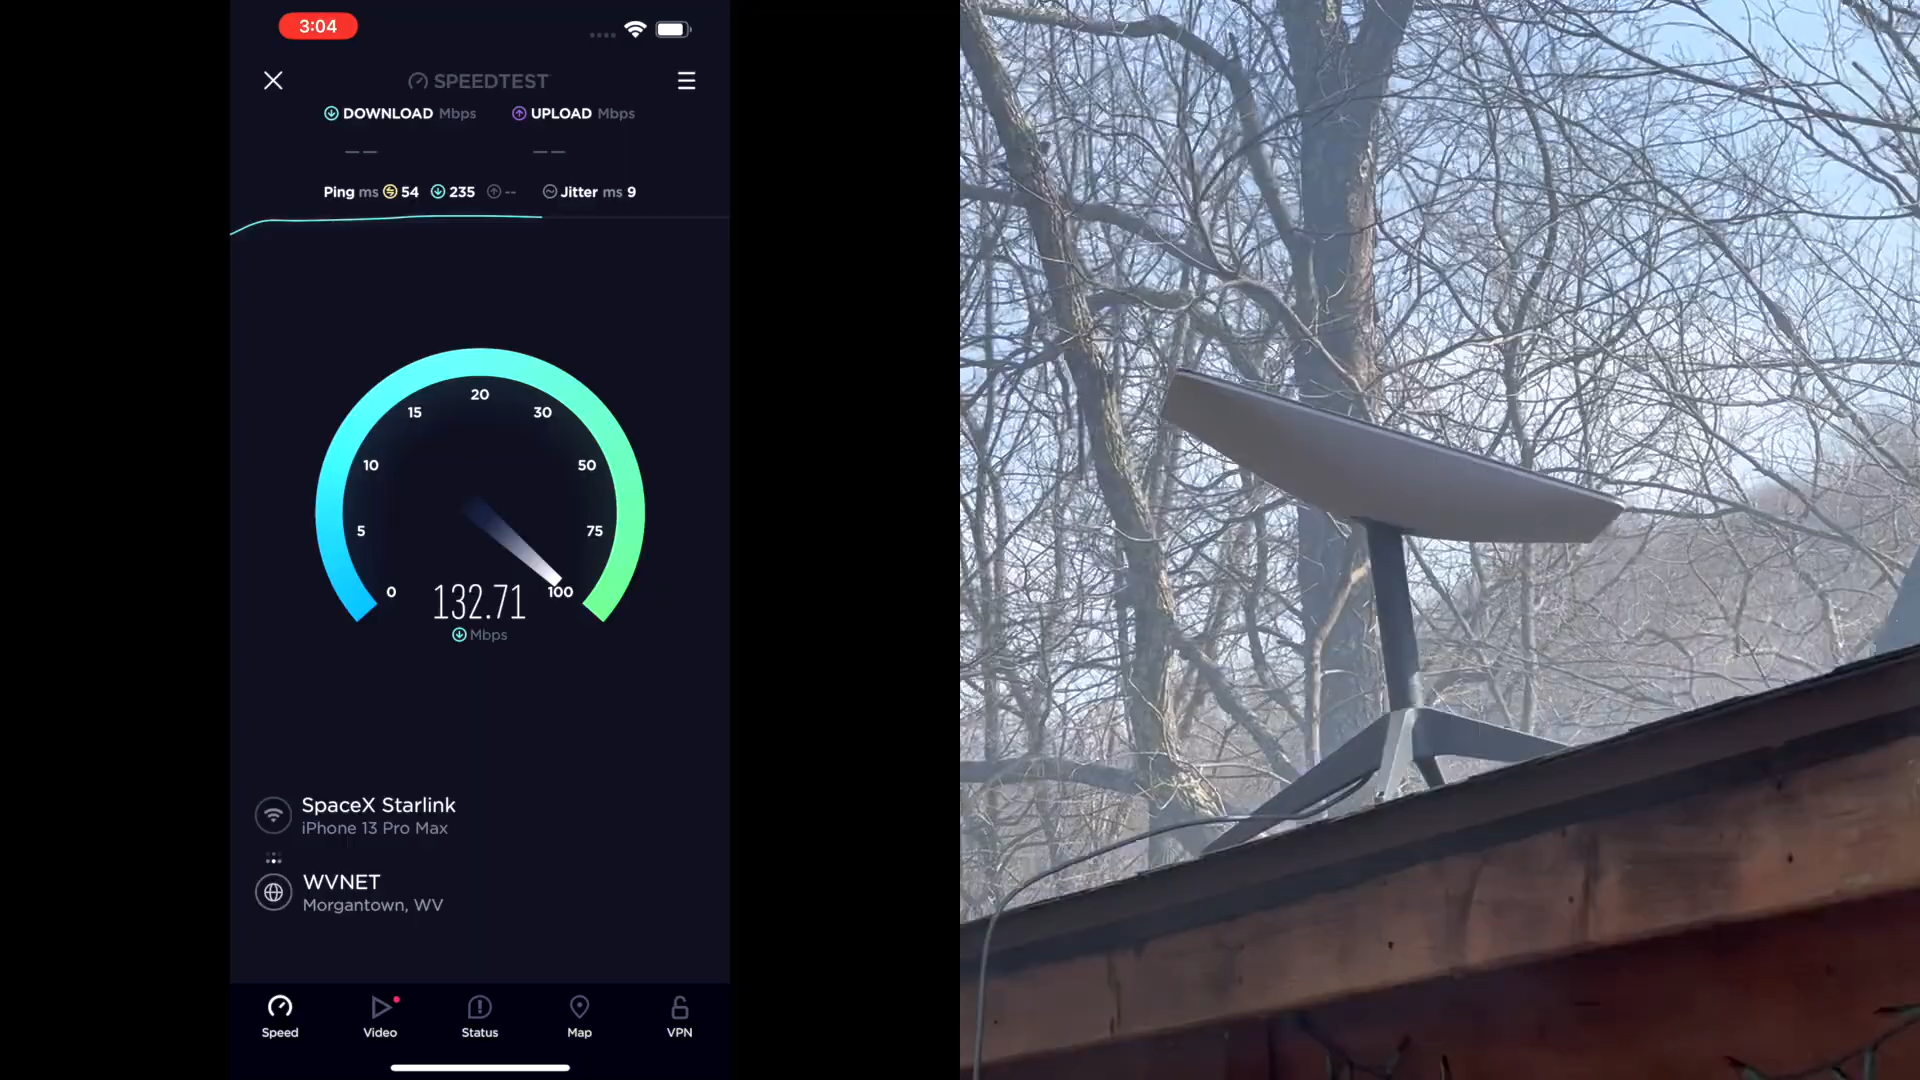 3:04
SPEEDTEST
DOWNLOAD Mbps UPLOAD Mbps
Ping ms 54 235 -- Jitter ms 9
20
15 30
10 50
5 75
0 132.71 100
Mbps
SpaceX Starlink
iPhone 13 Pro Max
WVNET
Morgantown, WV
Speed Video Status Map VPN